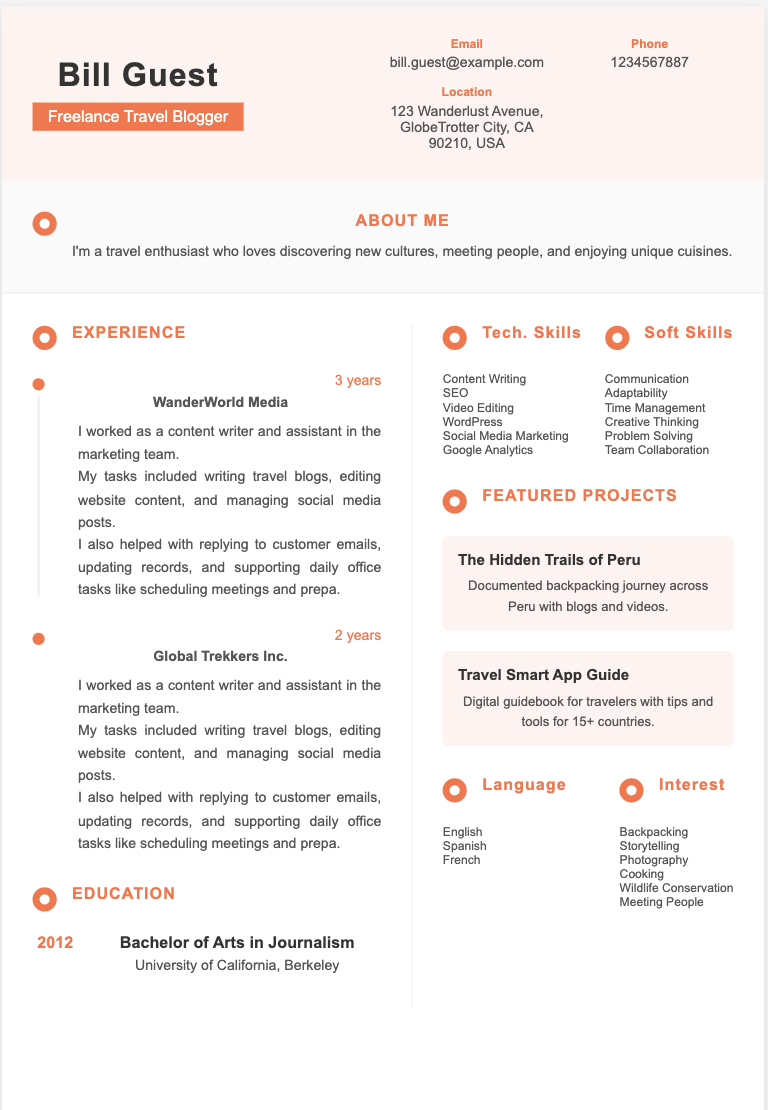 Bill Guest
Freelance Travel Blogger
Email
bill.guest@example.com
Phone
1234567887
Location
123 Wanderlust Avenue,
GlobeTrotter City, CA
90210, USA
ABOUT ME
I'm a travel enthusiast who loves discovering new cultures, meeting people, and enjoying unique cuisines.
EXPERIENCE
3 years
WanderWorld Media
I worked as a content writer and assistant in the
marketing team.
My tasks included writing travel blogs, editing
website content, and managing social media
posts.
I also helped with replying to customer emails,
updating records, and supporting daily office
tasks like scheduling meetings and prepa.
2 years
Global Trekkers Inc.
I worked as a content writer and assistant in the
marketing team.
My tasks included writing travel blogs, editing
website content, and managing social media
posts.
I also helped with replying to customer emails,
updating records, and supporting daily office
tasks like scheduling meetings and prepa.
EDUCATION
2012
Bachelor of Arts in Journalism
University of California, Berkeley
Tech. Skills
Content Writing
SEO
Video Editing
WordPress
Social Media Marketing
Google Analytics
Soft Skills
Communication
Adaptability
Time Management
Creative Thinking
Problem Solving
Team Collaboration
FEATURED PROJECTS
The Hidden Trails of Peru
Documented backpacking journey across
Peru with blogs and videos.
Travel Smart App Guide
Digital guidebook for travelers with tips and
tools for 15+ countries.
Language
English
Spanish
French
Interest
Backpacking
Storytelling
Photography
Cooking
Wildlife Conservation
Meeting People